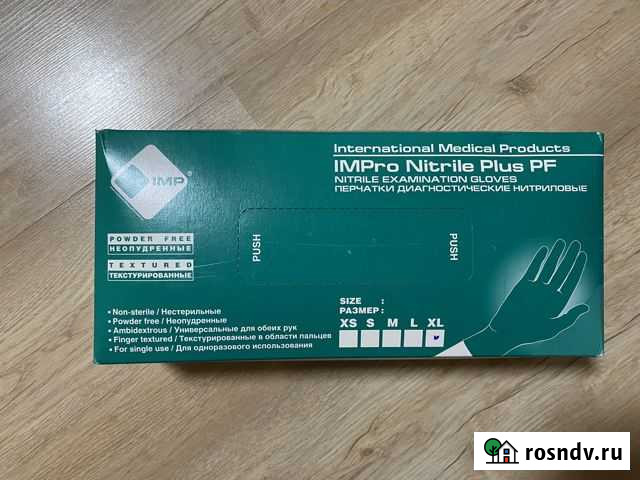 IMP®
International Medical Products
IMPro Nitrile Plus PF
NITRILE EXAMINATION GLOVES
ПЕРЧАТКИ ДИАГНОСТИЧЕСКИЕ НИТРИЛОВЫЕ
POWDER FREE
НЕОПУДРЕННЫЕ
TEXTURED
ТЕКСТУРИРОВАННЫЕ
PUSH
PUSH
• Non-sterile / Нестерильные
• Powder free / Неопудренные
• Ambidextrous / Универсальные для обеих рук
• Finger textured / Текстурированные в области пальцев
• For single use / Для одноразового использования
SIZE :
РАЗМЕР :
XS S M L XL
rosndv.ru